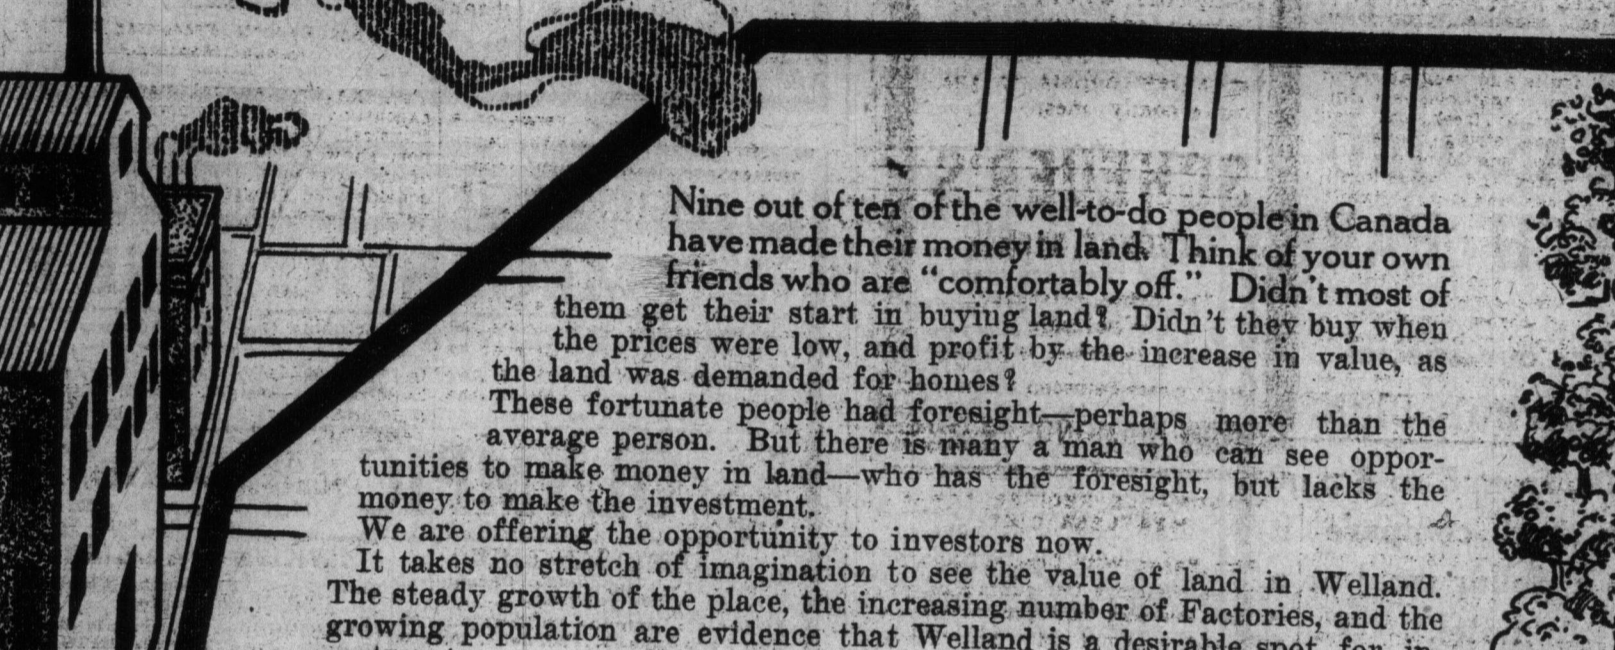 Nine out of ten of the well-to-do people in Canada
have made their money in land. Think of your own
friends who are "comfortably off." Didn't most of
them get their start in buying land? Didn't they buy when
the prices were low, and profit by the increase in value, as
the land was demanded for homes?
These fortunate people had foresight—perhaps more than the
average person. But there is many a man who can see oppor-
tunities to make money in land—who has the foresight, but lacks the
money to make the investment.
We are offering the opportunity to investors now.
It takes no stretch of imagination to see the value of land in Welland.
The steady growth of the place, the increasing number of Factories, and the
growing population are evidence that Welland is a desirable spot for in-